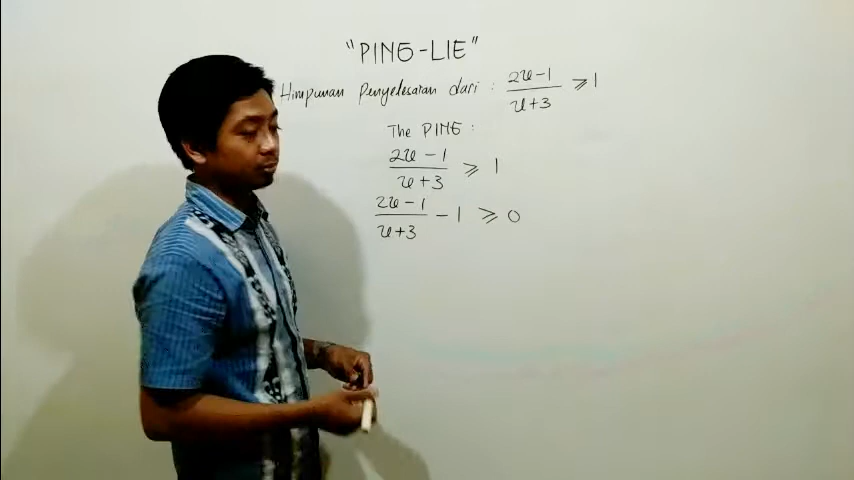 "PING-LIE"
Himpunan Penyelesaian dari : (2x-1)/(x+3) ≥ 1
The PING :
(2x-1)/(x+3) ≥ 1
(2x-1)/(x+3) - 1 ≥ 0